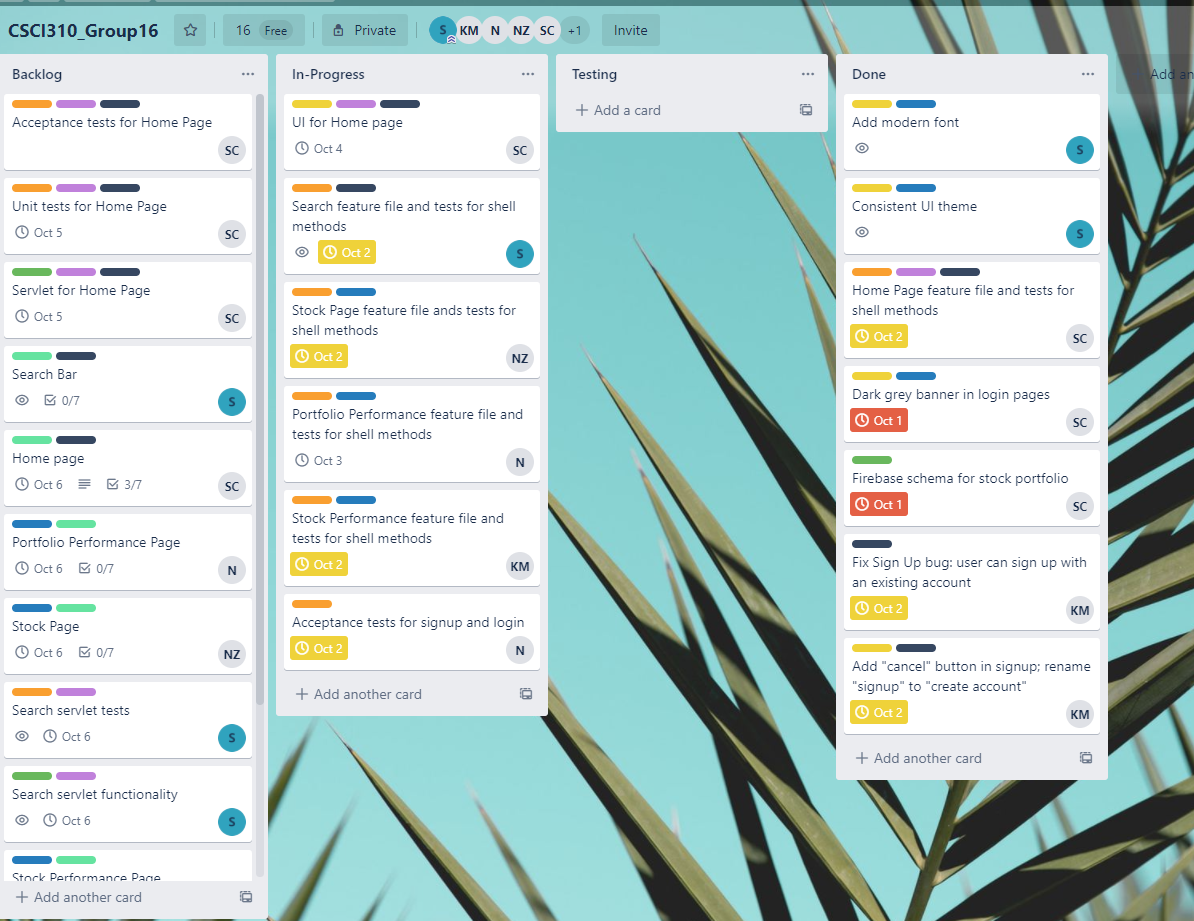 CSCI310_Group16
16 Free
Private
S KM N NZ SC +1
Invite
Backlog
Acceptance tests for Home Page
SC
Unit tests for Home Page
Oct 5
SC
Servlet for Home Page
Oct 5
SC
Search Bar
0/7
S
Home page
Oct 6 3/7
SC
Portfolio Performance Page
Oct 6 0/7
N
Stock Page
Oct 6 0/7
NZ
Search servlet tests
Oct 6
S
Search servlet functionality
Oct 6
S
Stock Performance Page
+ Add another card
In-Progress
UI for Home page
Oct 4
SC
Search feature file and tests for shell
methods
Oct 2
S
Stock Page feature file ands tests for
shell methods
Oct 2
NZ
Portfolio Performance feature file and
tests for shell methods
Oct 3
N
Stock Performance feature file and
tests for shell methods
Oct 2
KM
Acceptance tests for signup and login
Oct 2
N
+ Add another card
Testing
+ Add a card
Done
Add modern font
S
Consistent UI theme
S
Home Page feature file and tests for
shell methods
Oct 2
SC
Dark grey banner in login pages
Oct 1
SC
Firebase schema for stock portfolio
Oct 1
SC
Fix Sign Up bug: user can sign up with
an existing account
Oct 2
KM
Add "cancel" button in signup; rename
"signup" to "create account"
Oct 2
KM
+ Add another card
Add an